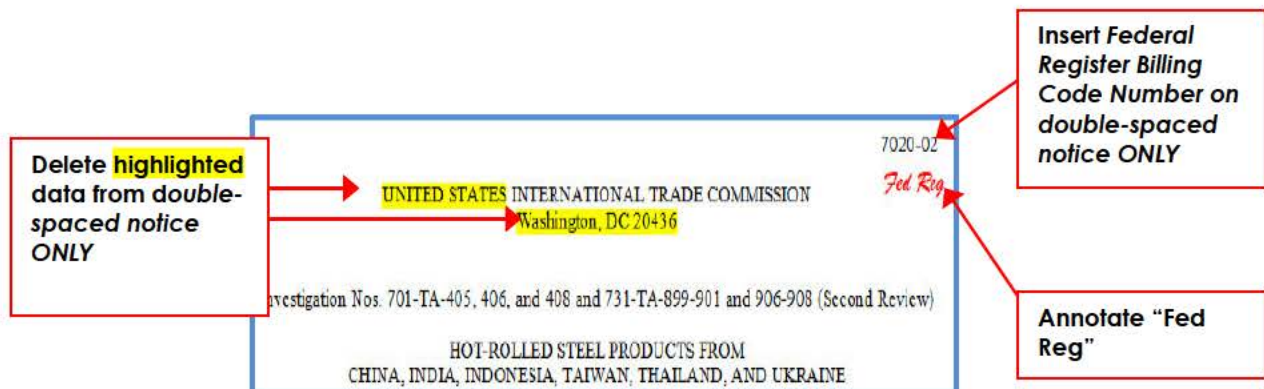 Insert Federal
Register Billing
Code Number on
double-spaced
notice ONLY
7020-02
Delete highlighted
data from double-
spaced notice
ONLY
Fed Reg
UNITED STATES INTERNATIONAL TRADE COMMISSION
Washington, DC 20436
nvestigation Nos. 701-TA-405, 406, and 408 and 731-TA-899-901 and 906-908 (Second Review)
Annotate “Fed
Reg”
HOT-ROLLED STEEL PRODUCTS FROM
CHINA, INDIA, INDONESIA, TAIWAN, THAILAND, AND UKRAINE